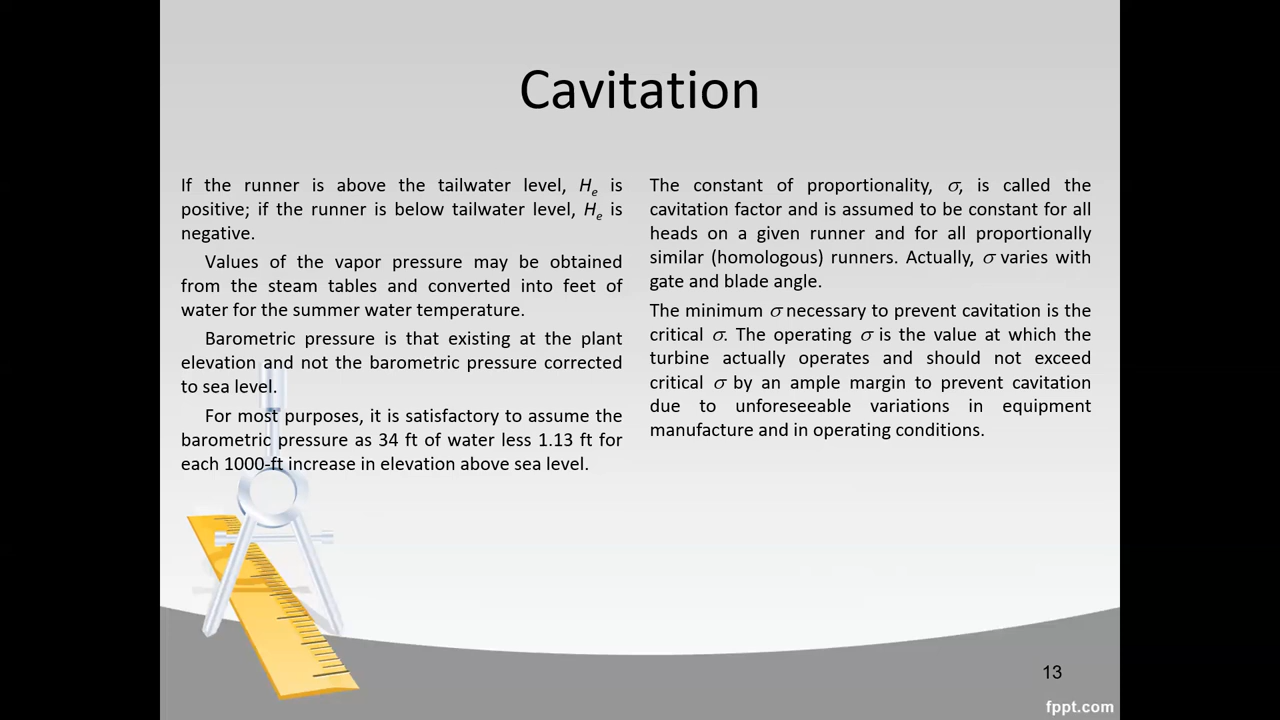 Cavitation
If the runner is above the tailwater level, He is
positive; if the runner is below tailwater level, He is
negative.
Values of the vapor pressure may be obtained
from the steam tables and converted into feet of
water for the summer water temperature.
Barometric pressure is that existing at the plant
elevation and not the barometric pressure corrected
to sea level.
For most purposes, it is satisfactory to assume the
barometric pressure as 34 ft of water less 1.13 ft for
each 1000-ft increase in elevation above sea level.
The constant of proportionality, σ, is called the
cavitation factor and is assumed to be constant for all
heads on a given runner and for all proportionally
similar (homologous) runners. Actually, σ varies with
gate and blade angle.
The minimum σ necessary to prevent cavitation is the
critical σ. The operating σ is the value at which the
turbine actually operates and should not exceed
critical σ by an ample margin to prevent cavitation
due to unforeseeable variations in equipment
manufacture and in operating conditions.
13
fppt.com